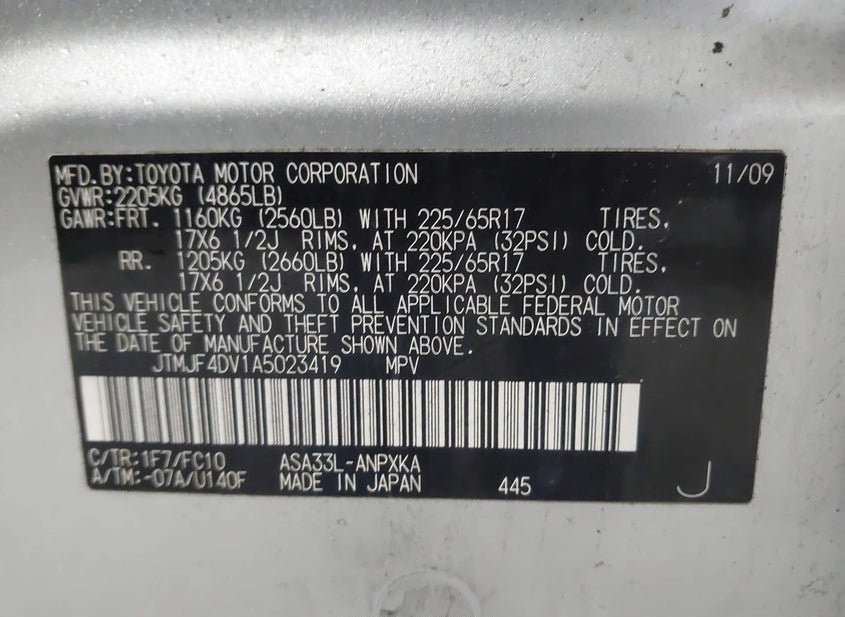 MFD. BY: TOYOTA MOTOR CORPORATION 11/09
GVWR: 2205KG (4865LB)
GAWR: FRT. 1160KG (2560LB) WITH 225/65R17 TIRES,
17X6 1/2J RIMS, AT 220KPA (32PSI) COLD.
RR. 1205KG (2660LB) WITH 225/65R17 TIRES,
17X6 1/2J RIMS, AT 220KPA (32PSI) COLD.
THIS VEHICLE CONFORMS TO ALL APPLICABLE FEDERAL MOTOR
VEHICLE SAFETY AND THEFT PREVENTION STANDARDS IN EFFECT ON
THE DATE OF MANUFACTURE SHOWN ABOVE.
JTMJF4DV1A5023419 MPV
C/TR: 1F7/FC10 ASA33L-ANPXKA
A/TM: -07A/U140F MADE IN JAPAN 445 J